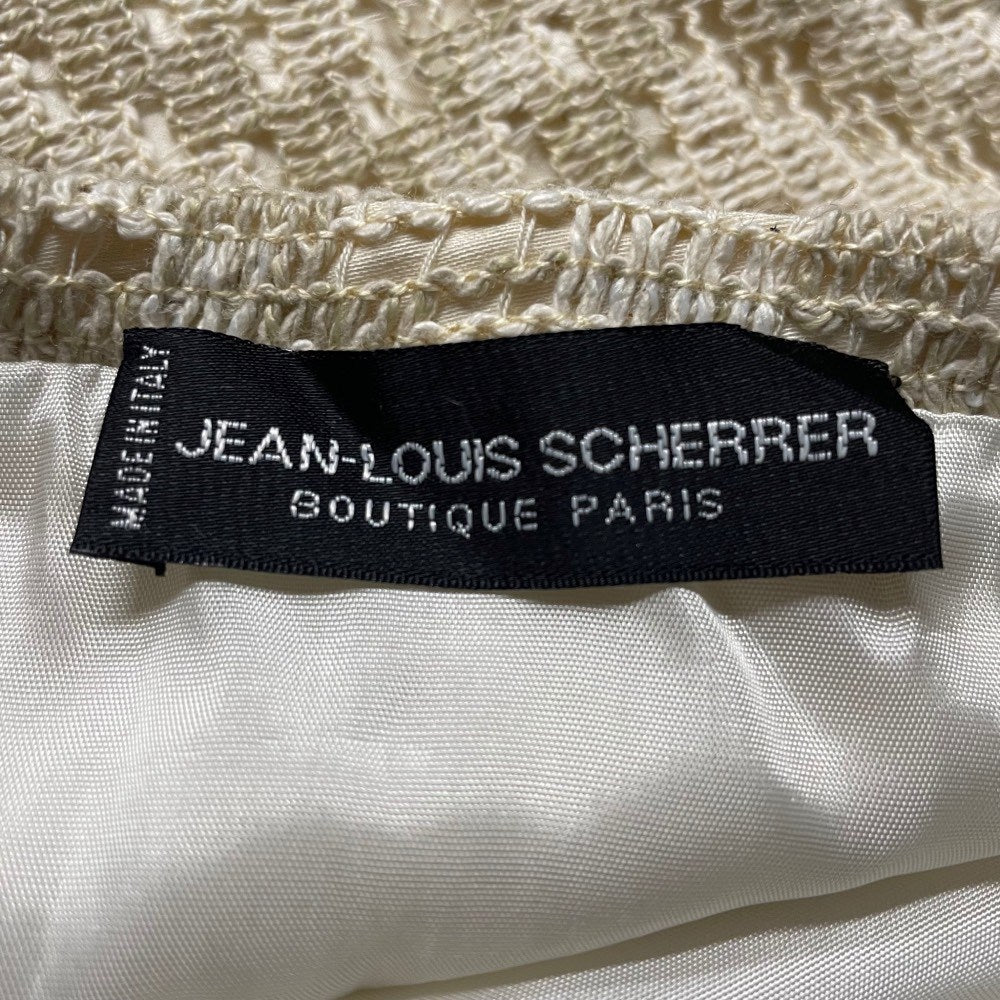 MADE IN ITALY
JEAN-LOUIS SCHERRER
BOUTIQUE PARIS